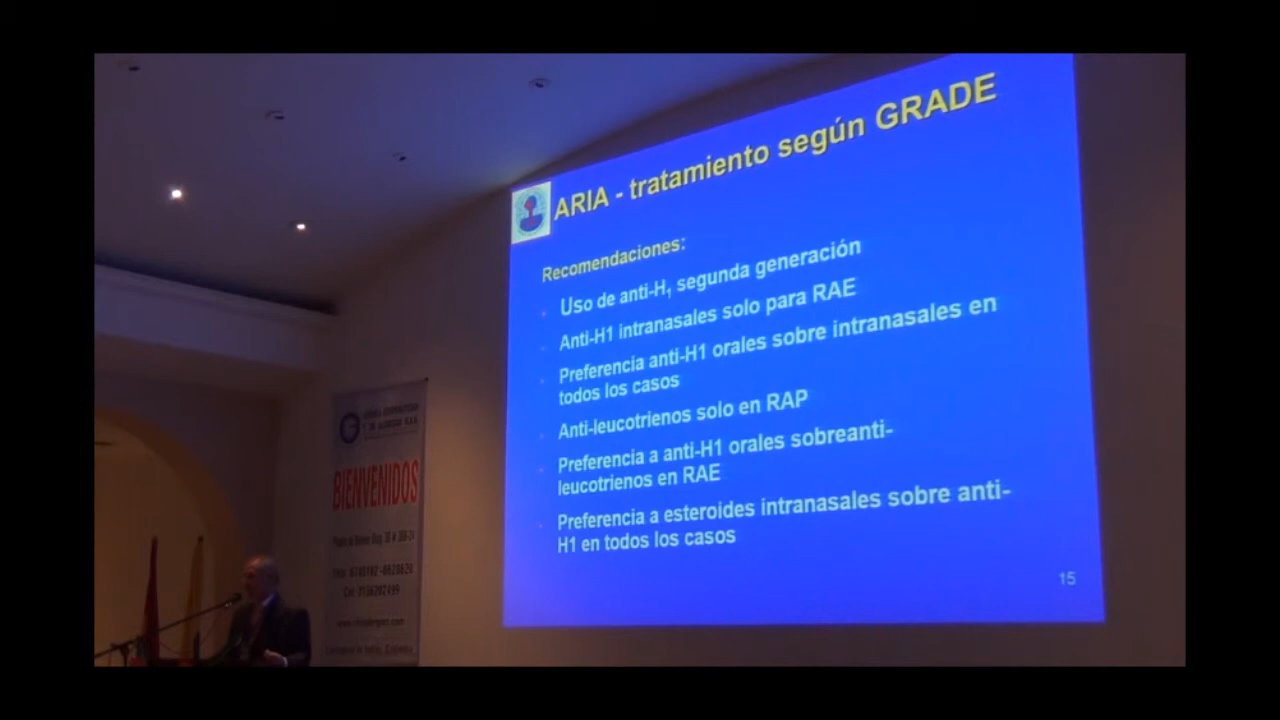 ARIA - tratamiento según GRADE
Recomendaciones:
Uso de anti-H₁ segunda generación
Anti-H1 intranasales solo para RAE
Preferencia anti-H1 orales sobre intranasales en
todos los casos
Anti-leucotrienos solo en RAP
Preferencia a anti-H1 orales sobreanti-
leucotrienos en RAE
Preferencia a esteroides intranasales sobre anti-
H1 en todos los casos
15
BIENVENIDOS